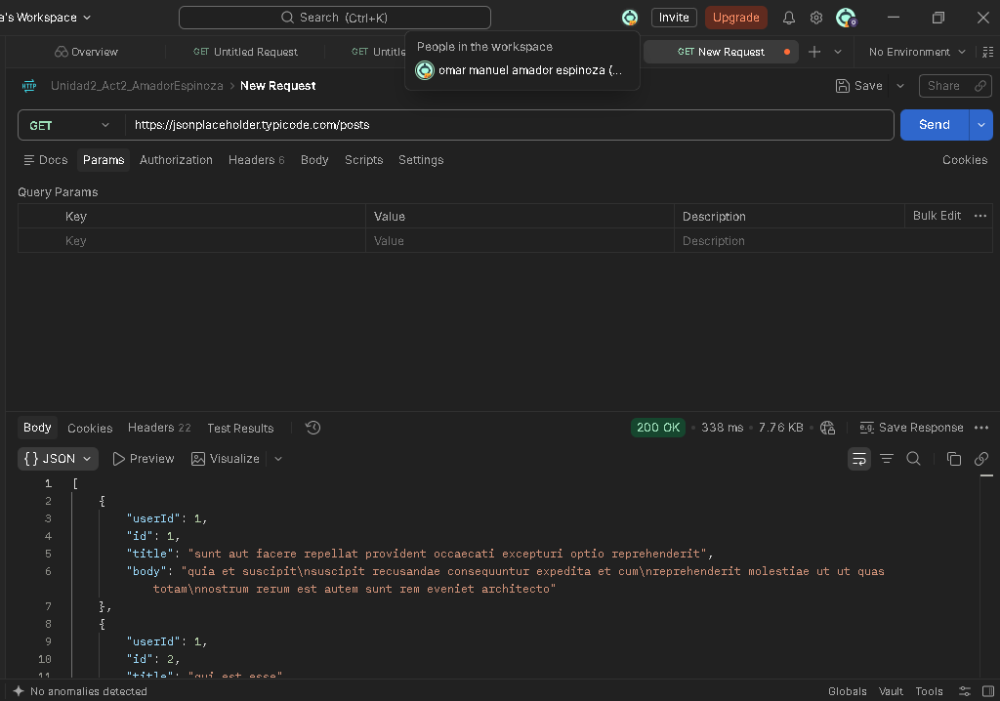 a's Workspace
Search (Ctrl+K)
Invite
Upgrade
People in the workspace
omar manuel amador espinoza (...
Overview
GET Untitled Request
GET Untitle
GET New Request
No Environment
HTTP Unidad2_Act2_AmadorEspinoza > New Request
Save
Share
GET https://jsonplaceholder.typicode.com/posts
Send
Docs Params Authorization Headers 6 Body Scripts Settings
Cookies
Query Params
Key Value Description Bulk Edit
Key Value Description
Body Cookies Headers 22 Test Results
200 OK • 338 ms • 7.76 KB
e.g. Save Response
{ } JSON Preview Visualize
1 [
2 {
3 "userId": 1,
4 "id": 1,
5 "title": "sunt aut facere repellat provident occaecati excepturi optio reprehenderit",
6 "body": "quia et suscipit\nsuscipit recusandae consequuntur expedita et cum\nreprehenderit molestiae ut ut quas
totam\nnostrum rerum est autem sunt rem eveniet architecto"
7 },
8 {
9 "userId": 1,
10 "id": 2,
11 "title": "qui est esse"
No anomalies detected
Globals Vault Tools